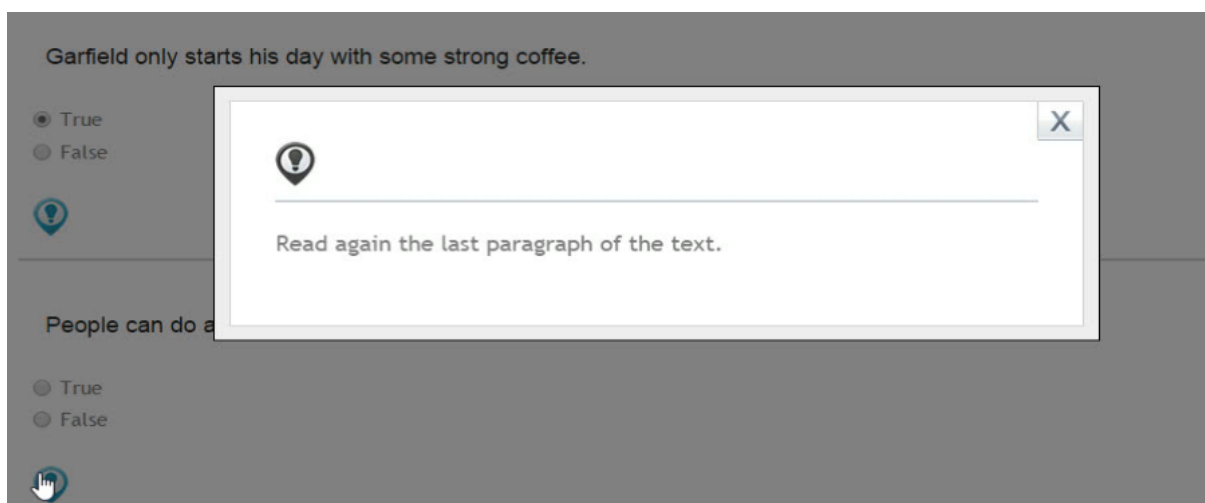 Garfield only starts his day with some strong coffee.
True
False
X
Read again the last paragraph of the text.
People can do a
True
False